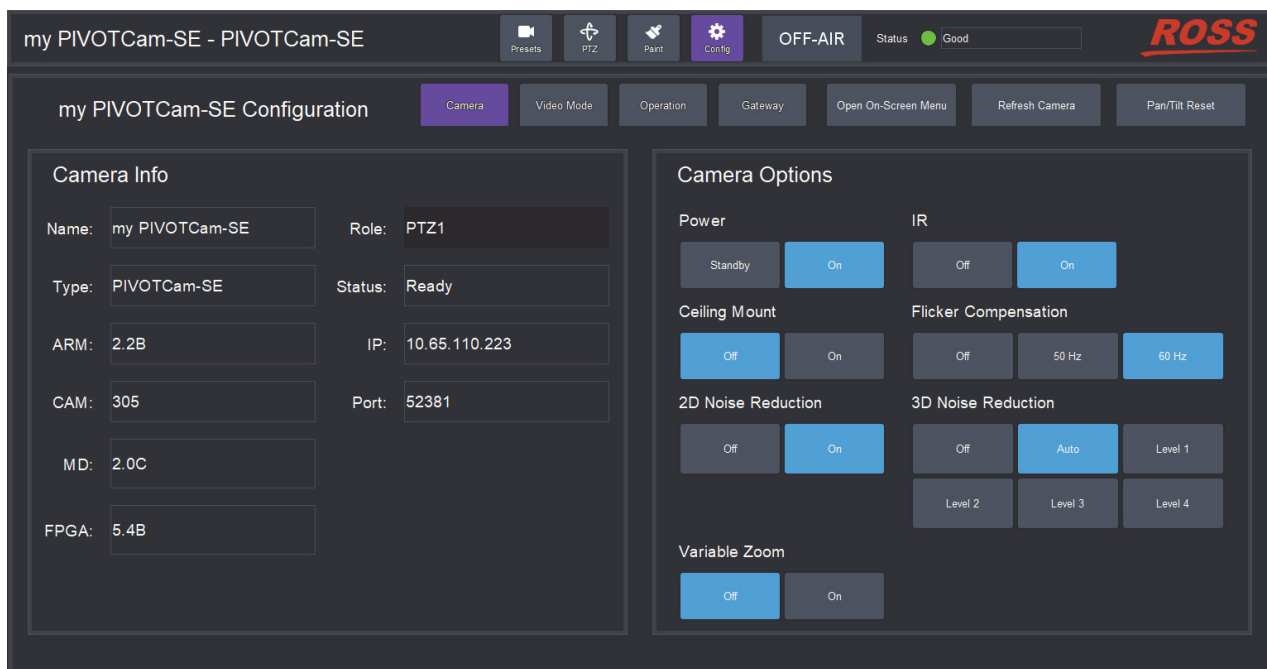 my PIVOTCam-SE - PIVOTCam-SE
Presets
PTZ
Paint
Config
OFF-AIR
Status
Good
ROSS
my PIVOTCam-SE Configuration
Camera
Video Mode
Operation
Gateway
Open On-Screen Menu
Refresh Camera
Pan/Tilt Reset
Camera Info
Name: my PIVOTCam-SE Role: PTZ1
Type: PIVOTCam-SE Status: Ready
ARM: 2.2B IP: 10.65.110.223
CAM: 305 Port: 52381
MD: 2.0C
FPGA: 5.4B
Camera Options
Power IR
Standby On Off On
Ceiling Mount Flicker Compensation
Off On Off 50 Hz 60 Hz
2D Noise Reduction 3D Noise Reduction
Off On Off Auto Level 1
Level 2 Level 3 Level 4
Variable Zoom
Off On